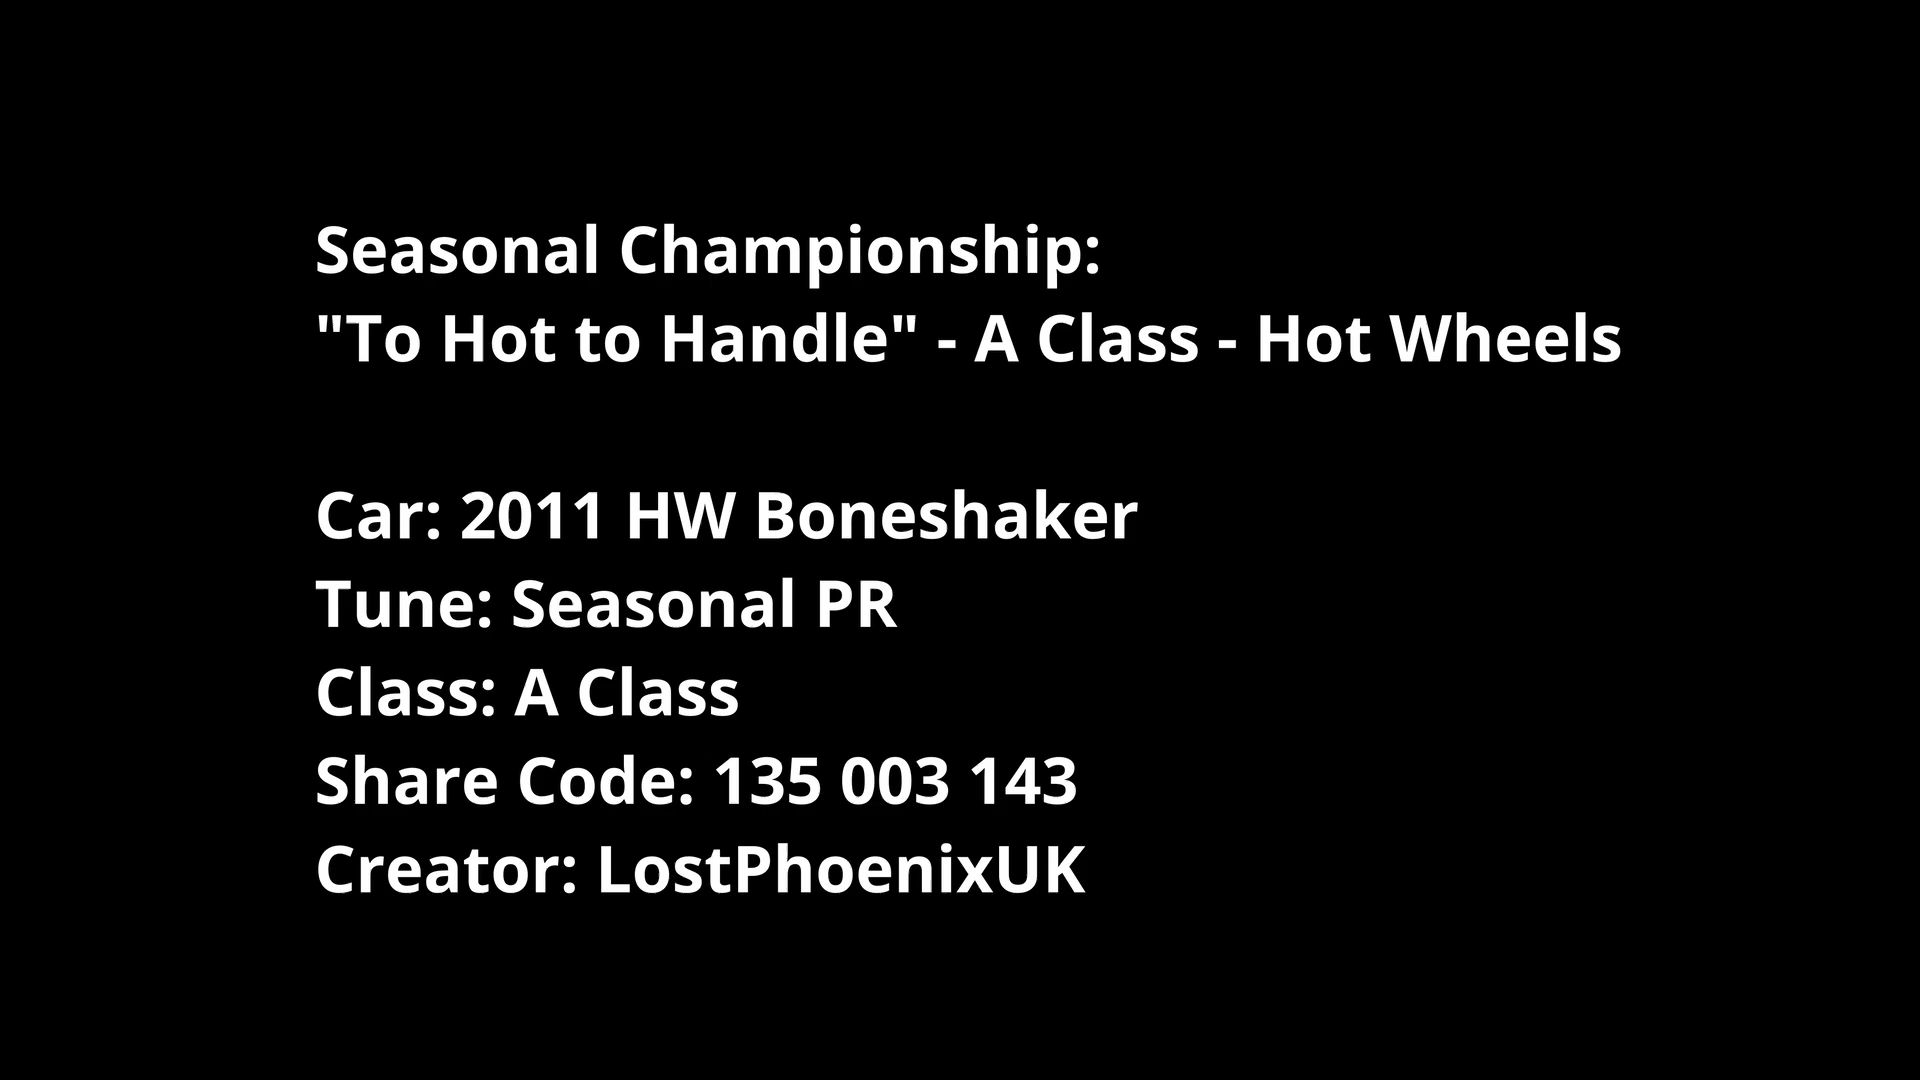 Seasonal Championship:
"To Hot to Handle" - A Class - Hot Wheels
Car: 2011 HW Boneshaker
Tune: Seasonal PR
Class: A Class
Share Code: 135 003 143
Creator: LostPhoenixUK